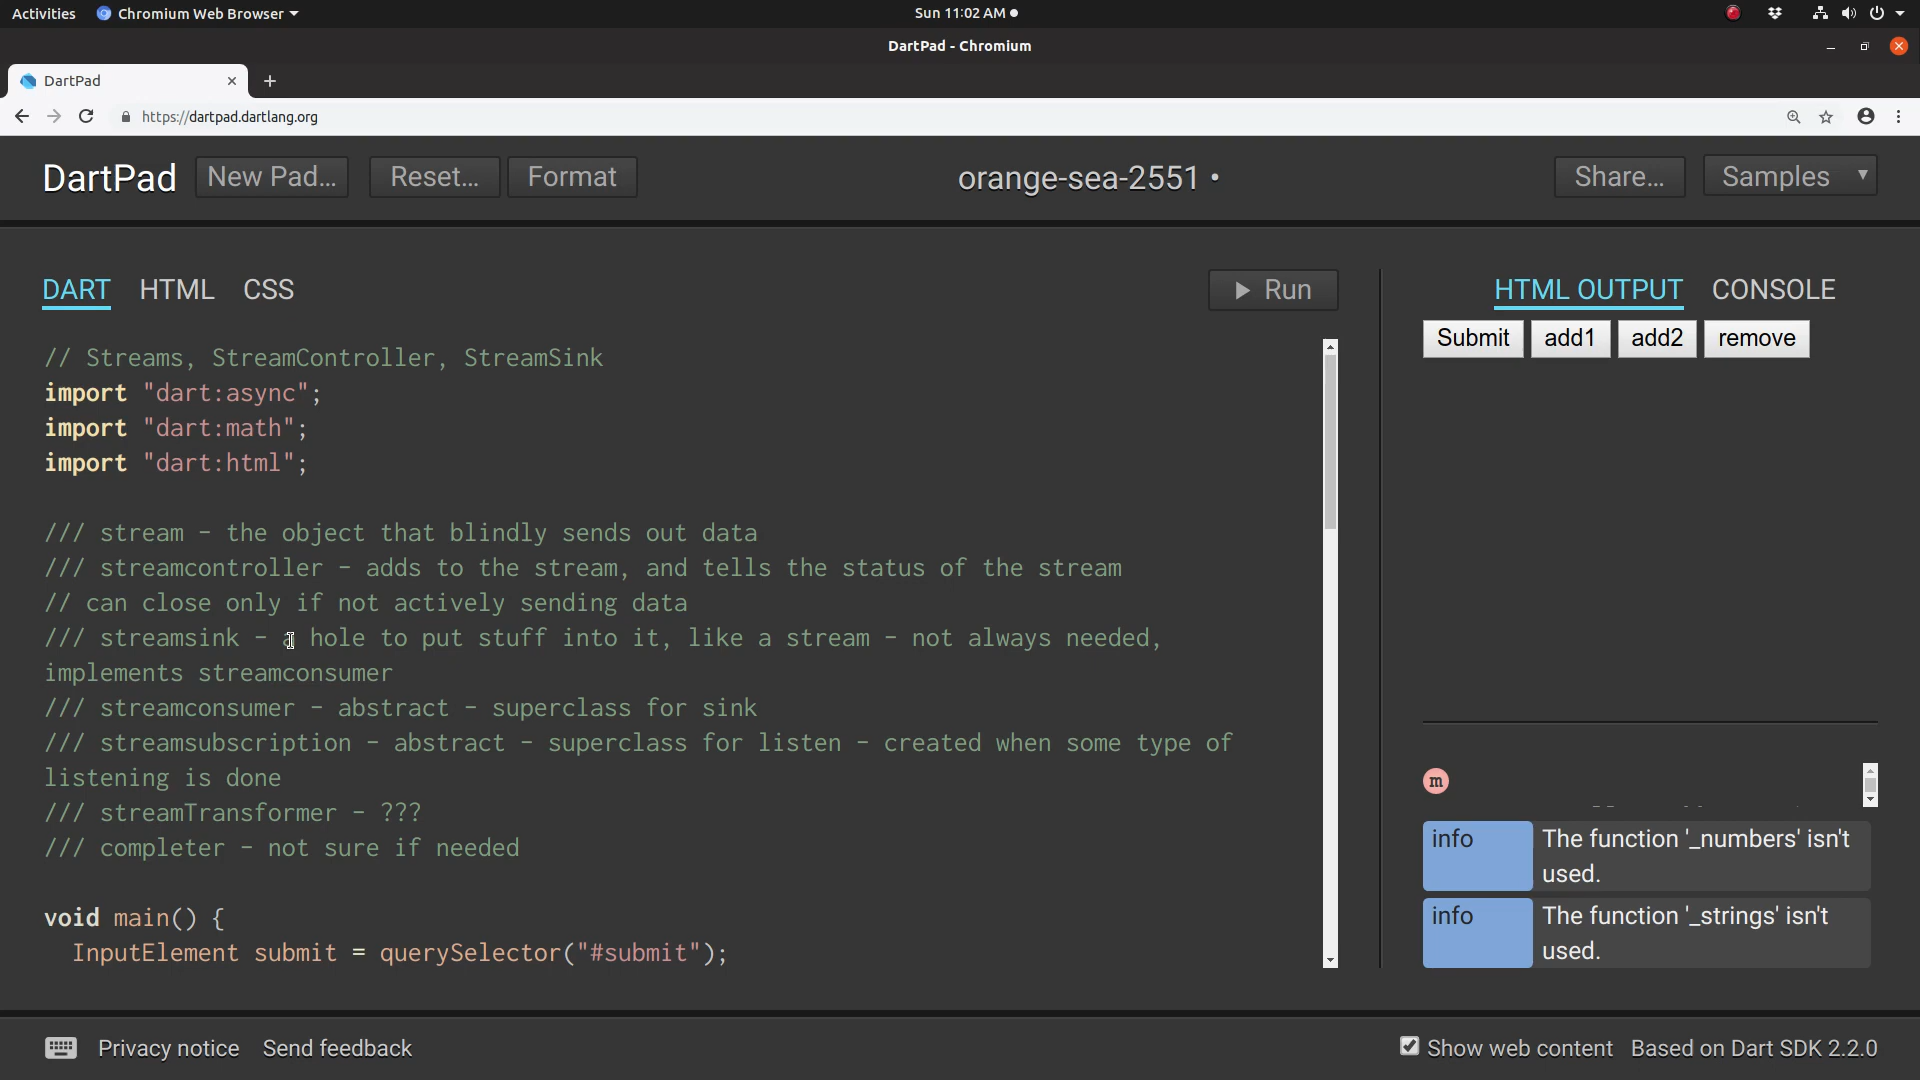 Activities Chromium Web Browser Sun 11:02 AM
DartPad - Chromium
DartPad
https://dartpad.dartlang.org
DartPad New Pad... Reset... Format orange-sea-2551 • Share... Samples
DART HTML CSS Run HTML OUTPUT CONSOLE
Submit add1 add2 remove
// Streams, StreamController, StreamSink
import "dart:async";
import "dart:math";
import "dart:html";
/// stream - the object that blindly sends out data
/// streamcontroller - adds to the stream, and tells the status of the stream
// can close only if not actively sending data
/// streamsink - a hole to put stuff into it, like a stream - not always needed,
implements streamconsumer
/// streamconsumer - abstract - superclass for sink
/// streamsubscription - abstract - superclass for listen - created when some type of
listening is done
/// streamTransformer - ???
/// completer - not sure if needed
void main() {
InputElement submit = querySelector("#submit");
m
info The function '_numbers' isn't
used.
info The function '_strings' isn't
used.
Privacy notice Send feedback Show web content Based on Dart SDK 2.2.0